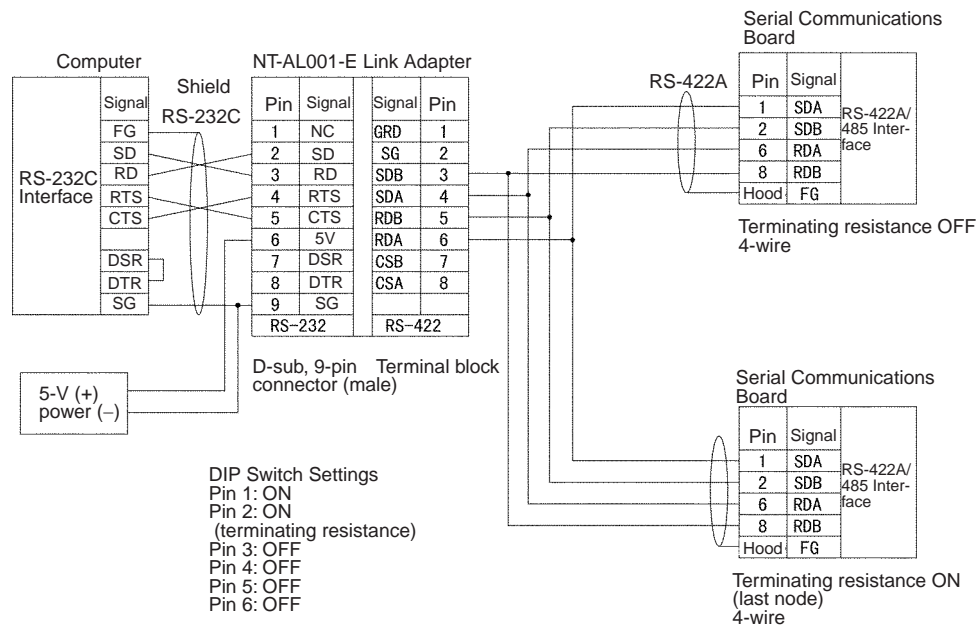 Serial Communications
Board
Computer
Shield
RS-232C
NT-AL001-E Link Adapter
RS-422A
RS-232C
Interface
Signal
FG
SD
RD
RTS
CTS
DSR
DTR
SG
Pin Signal Signal Pin
1 NC GRD 1
2 SD SG 2
3 RD SDB 3
4 RTS SDA 4
5 CTS RDB 5
6 5V RDA 6
7 DSR CSB 7
8 DTR CSA 8
9 SG
RS-232 RS-422
D-sub, 9-pin Terminal block
connector (male)
Pin Signal
1 SDA
2 SDB
6 RDA
8 RDB
Hood FG
RS-422A/
485 Inter-
face
Terminating resistance OFF
4-wire
5-V (+)
power (−)
DIP Switch Settings
Pin 1: ON
Pin 2: ON
(terminating resistance)
Pin 3: OFF
Pin 4: OFF
Pin 5: OFF
Pin 6: OFF
Serial Communications
Board
Pin Signal
1 SDA
2 SDB
6 RDA
8 RDB
Hood FG
RS-422A/
485 Inter-
face
Terminating resistance ON
(last node)
4-wire